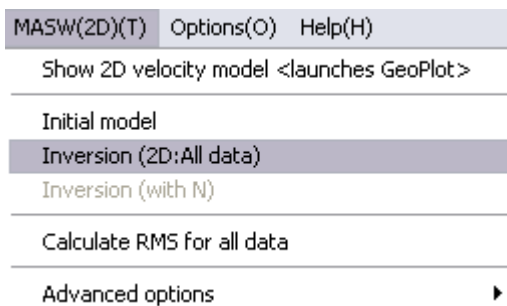 MASW(2D)(T) Options(O) Help(H)
Show 2D velocity model <launches GeoPlot>
Initial model
Inversion (2D:All data)
Inversion (with N)
Calculate RMS for all data
Advanced options